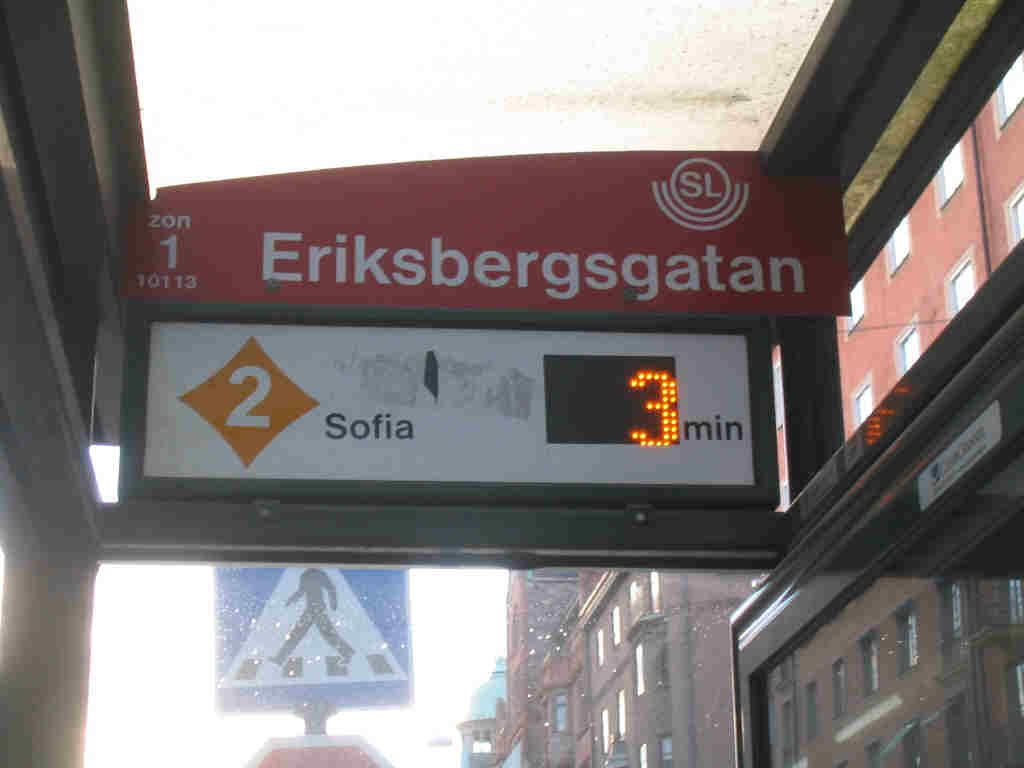 SL
zon
1
10113
Eriksbergsgatan
2 Sofia 3 min